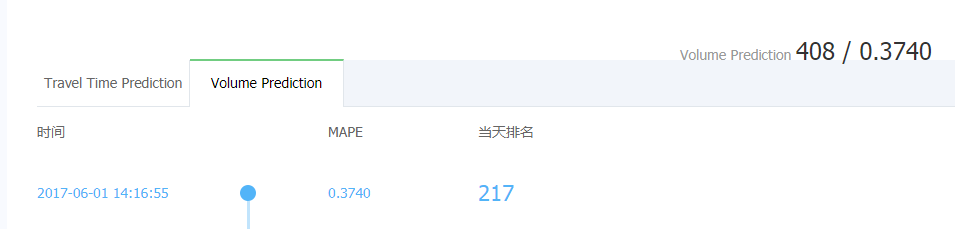 Volume Prediction 408 / 0.3740
Travel Time Prediction Volume Prediction
时间 MAPE 当天排名
2017-06-01 14:16:55 0.3740 217